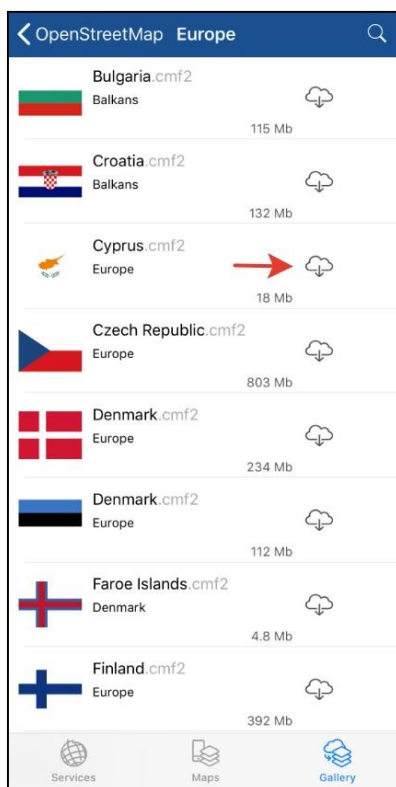 OpenStreetMap Europe
Bulgaria.cmf2
Balkans
115 Mb
Croatia.cmf2
Balkans
132 Mb
Cyprus.cmf2
Europe
18 Mb
Czech Republic.cmf2
Europe
803 Mb
Denmark.cmf2
Europe
234 Mb
Denmark.cmf2
Europe
112 Mb
Faroe Islands.cmf2
Denmark
4.8 Mb
Finland.cmf2
Europe
392 Mb
Services Maps Gallery